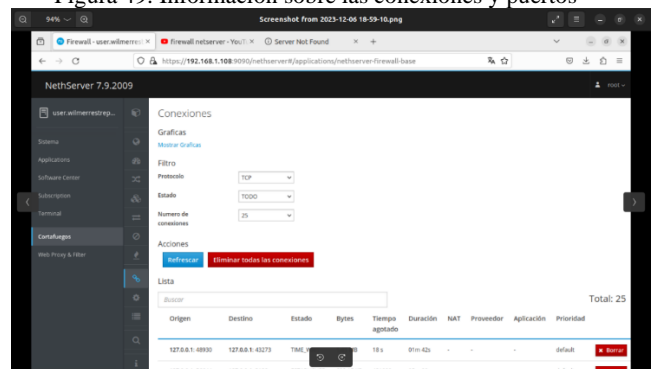 Figura 49. Información sobre las conexiones y puertos
94%
Screenshot from 2023-12-06 18-59-10.png
Firewall - user.wilmerres
firewall netserver - YouT
Server Not Found
https://192.168.1.108:9090/nethserver#/applications/nethserver-firewall-base
NethServer 7.9.2009
root
user.wilmerrestrep...
Sistema
Applications
Software Center
Subscription
Terminal
Cortafuegos
Web Proxy & Filter
Conexiones
Graficas
Mostrar Graficas
Filtro
Protocolo
TCP
Estado
TODO
Numero de conexiones
25
Acciones
Refrescar
Eliminar todas las conexiones
Lista
Buscar
Total: 25
Origen Destino Estado Bytes Tiempo agotado Duración NAT Proveedor Aplicación Prioridad
127.0.0.1: 48930 127.0.0.1: 43273 TIME_W 18 s 01m 42s - - - default Borrar